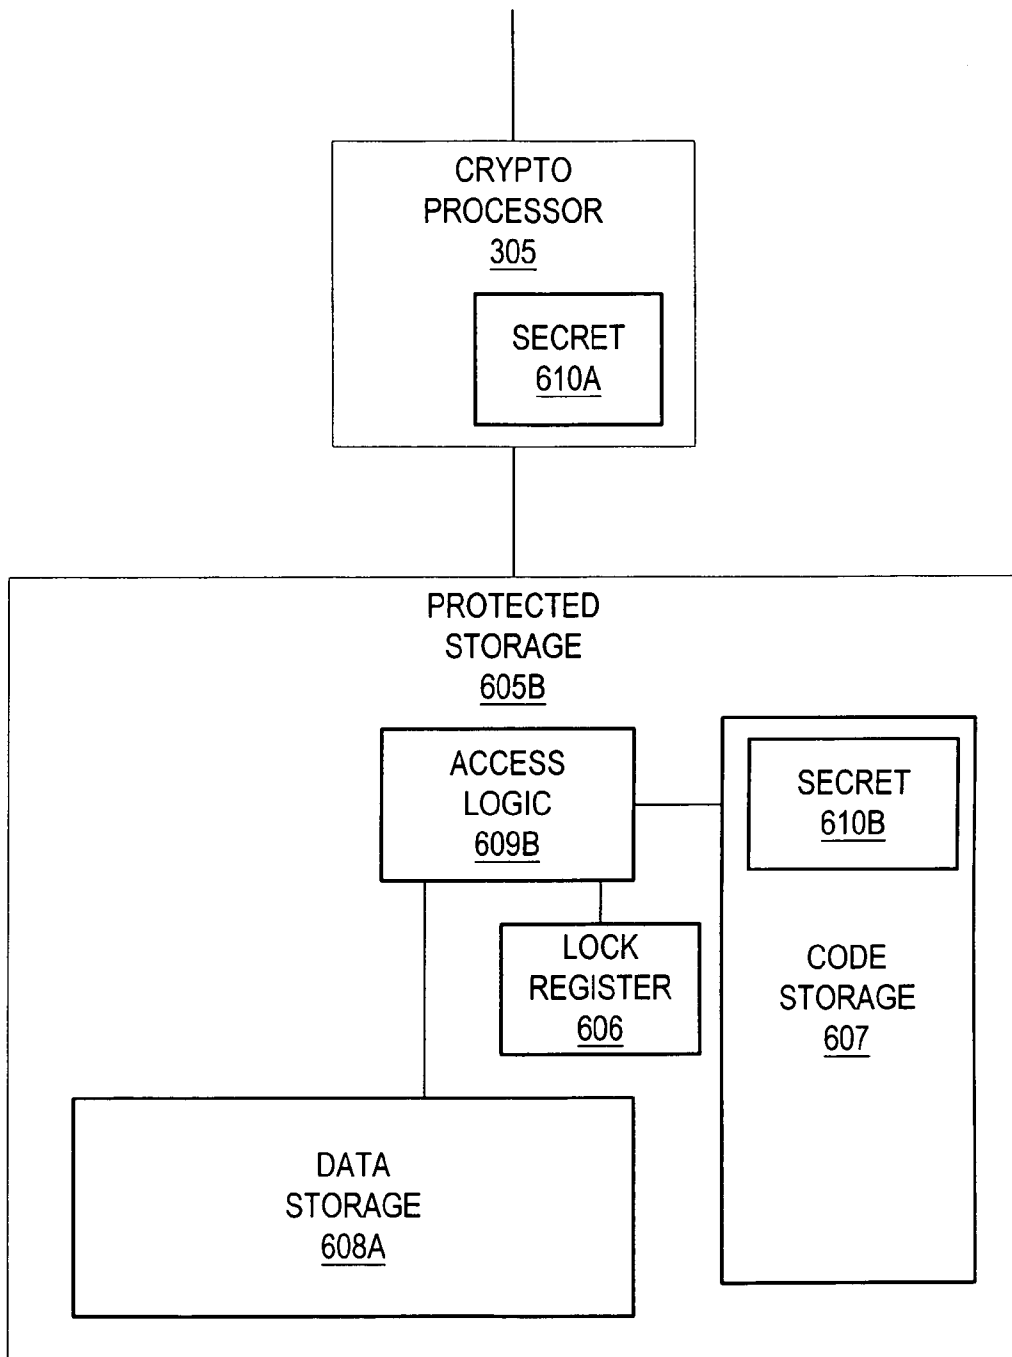 CRYPTO
PROCESSOR
305
SECRET
610A
PROTECTED
STORAGE
605B
ACCESS
LOGIC
609B
SECRET
610B
LOCK
REGISTER
606
CODE
STORAGE
607
DATA
STORAGE
608A